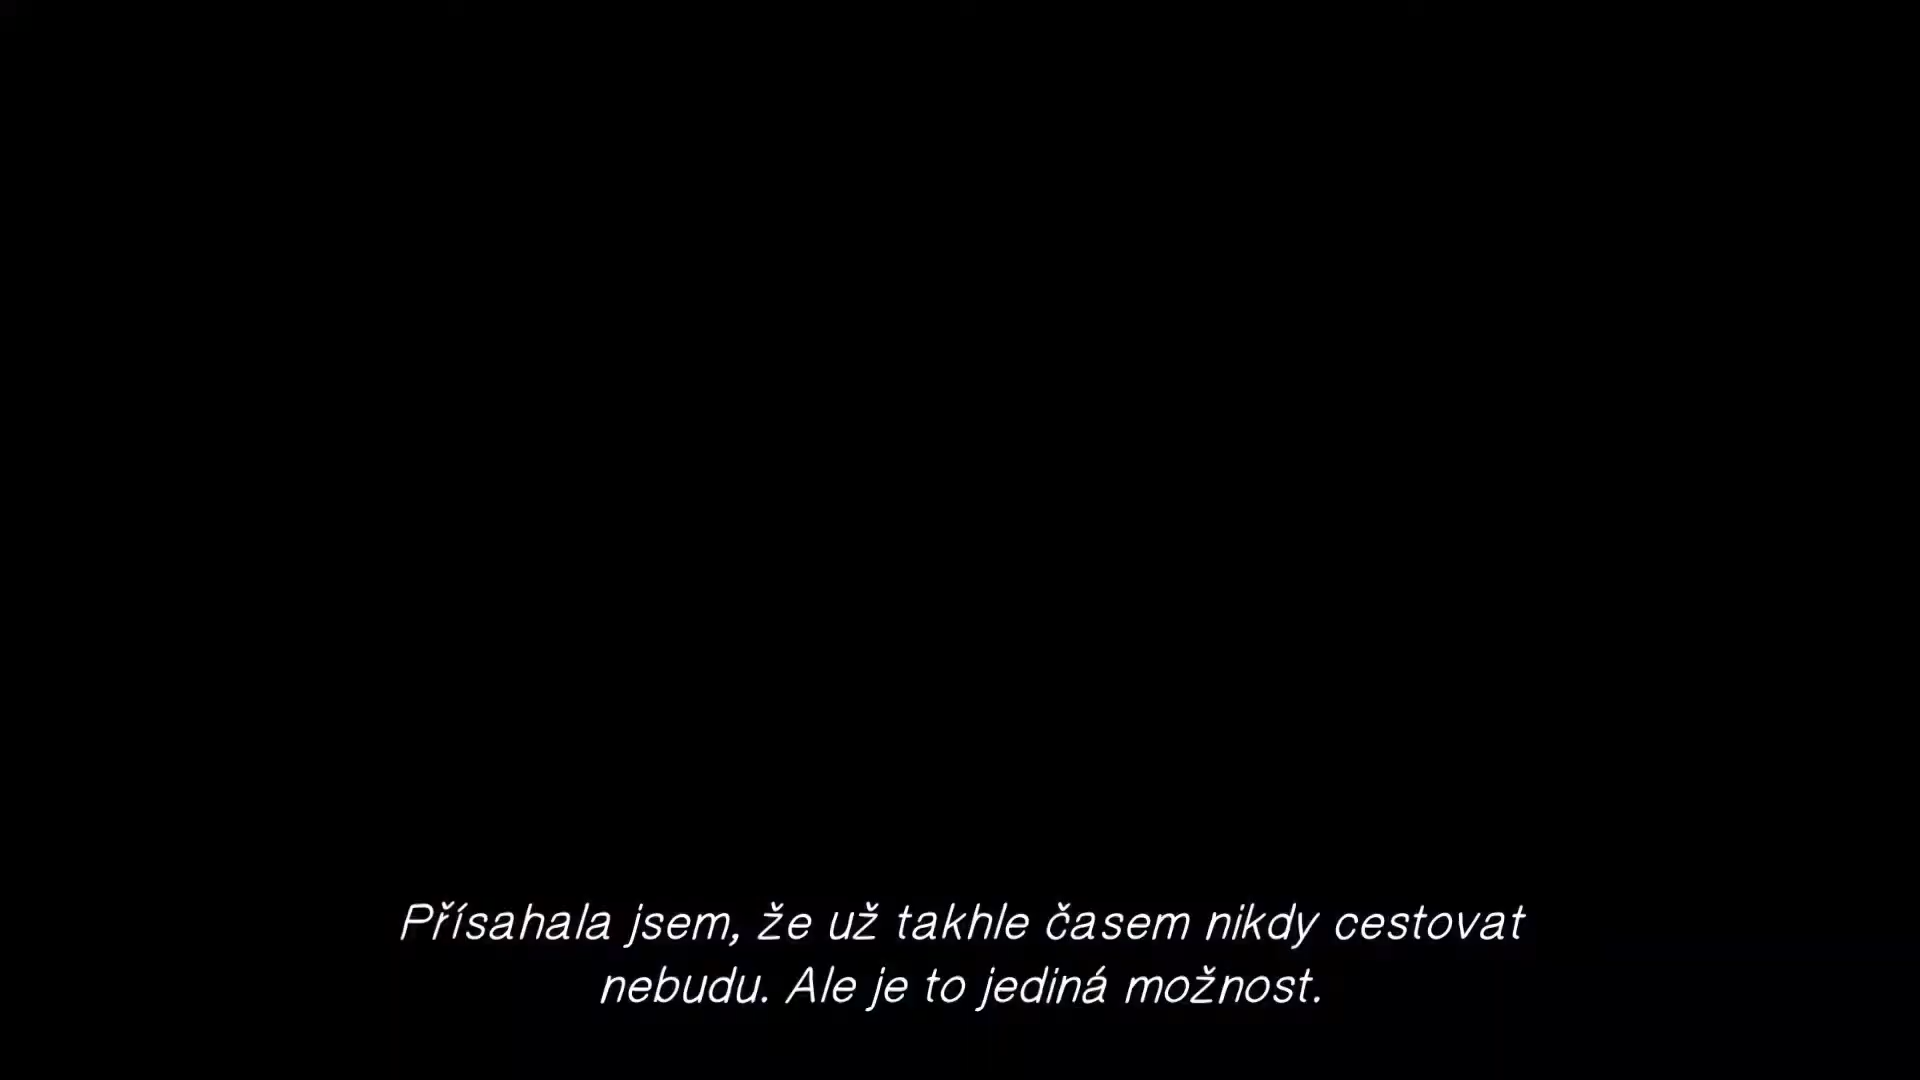 Přísahala jsem, že už takhle časem nikdy cestovat
nebudu. Ale je to jediná možnost.